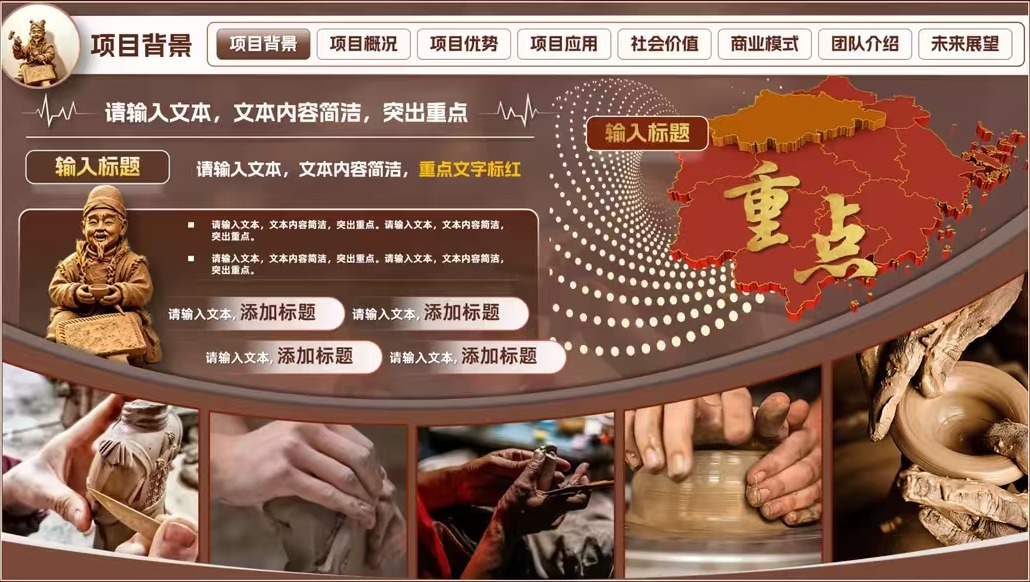 项目背景
项目背景 项目概况 项目优势 项目应用 社会价值 商业模式 团队介绍 未来展望
请输入文本，文本内容简洁，突出重点
输入标题
请输入文本，文本内容简洁，重点文字标红
请输入文本，文本内容简洁，突出重点。请输入文本，文本内容简洁，
突出重点。
请输入文本，文本内容简洁，突出重点。请输入文本，文本内容简洁，
突出重点。
请输入文本, 添加标题 请输入文本, 添加标题
请输入文本, 添加标题 请输入文本, 添加标题
输入标题
重点